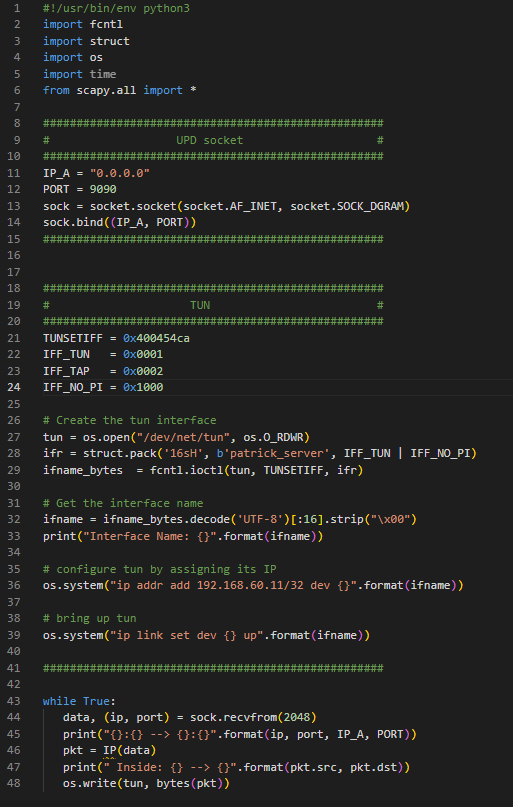 1 #!/usr/bin/env python3
2 import fcntl
3 import struct
4 import os
5 import time
6 from scapy.all import *
7
8 ###################################################
9 #                   UPD socket                    #
10 ###################################################
11 IP_A = "0.0.0.0"
12 PORT = 9090
13 sock = socket.socket(socket.AF_INET, socket.SOCK_DGRAM)
14 sock.bind((IP_A, PORT))
15 ###################################################
16
17
18 ###################################################
19 #                     TUN                         #
20 ###################################################
21 TUNSETIFF = 0x400454ca
22 IFF_TUN   = 0x0001
23 IFF_TAP   = 0x0002
24 IFF_NO_PI = 0x1000
25
26 # Create the tun interface
27 tun = os.open("/dev/net/tun", os.O_RDWR)
28 ifr = struct.pack('16sH', b'patrick_server', IFF_TUN | IFF_NO_PI)
29 ifname_bytes  = fcntl.ioctl(tun, TUNSETIFF, ifr)
30
31 # Get the interface name
32 ifname = ifname_bytes.decode('UTF-8')[:16].strip("\x00")
33 print("Interface Name: {}".format(ifname))
34
35 # configure tun by assigning its IP
36 os.system("ip addr add 192.168.60.11/32 dev {}".format(ifname))
37
38 # bring up tun
39 os.system("ip link set dev {} up".format(ifname))
40
41 ###################################################
42
43 while True:
44    data, (ip, port) = sock.recvfrom(2048)
45    print("{}:{} --> {}:{}".format(ip, port, IP_A, PORT))
46    pkt = IP(data)
47    print(" Inside: {} --> {}".format(pkt.src, pkt.dst))
48    os.write(tun, bytes(pkt))